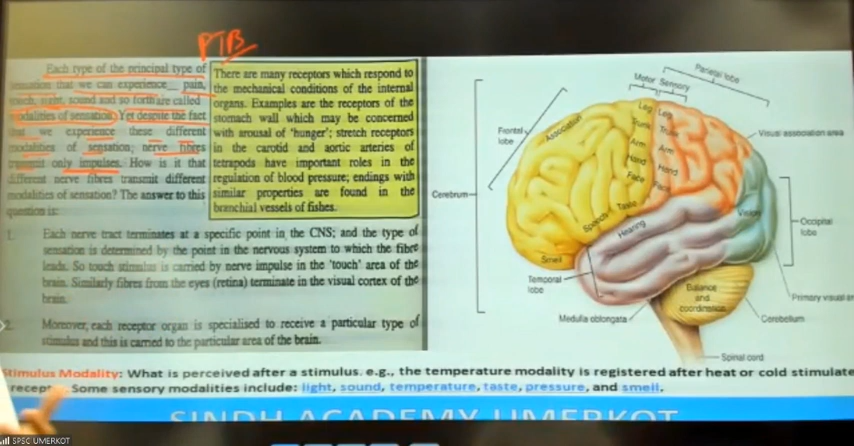 PTB
Each type of the principal type of
sensation that we can experience pain,
touch, sight, sound and so forth are called
modalities of sensation. Yet despite the fact
that we experience these different
modalities of sensation; nerve fibres
transmit only impulses. How is it that
different nerve fibres transmit different
modalities of sensation? The answer to this
question is:
There are many receptors which respond to
the mechanical conditions of the internal
organs. Examples are the receptors of the
stomach wall which may be concerned
with arousal of 'hunger'; stretch receptors
in the carotid and aortic arteries of
tetrapods have important roles in the
regulation of blood pressure; endings with
similar properties are found in the
branchial vessels of fishes.
1. Each nerve tract terminates at a specific point in the CNS; and the type of
sensation is determined by the point in the nervous system to which the fibre
leads. So touch stimulus is carried by nerve impulse in the 'touch' area of the
brain. Similarly fibres from the eyes (retina) terminate in the visual cortex of the
brain.
2. Moreover, each receptor organ is specialised to receive a particular type of
stimulus and this is carried to the particular area of the brain.
Parietal lobe
Motor Sensory
Frontal
lobe
Association
Leg Leg
Trunk Trunk
Arm Arm
Hand Hand
Face Face
Visual association area
Cerebrum
Speech
Taste
Hearing
Vision
Occipital
lobe
Smell
Temporal
lobe
Balance
and
coordination
Primary visual
Medulla oblongata
Cerebellum
Spinal cord
Stimulus Modality: What is perceived after a stimulus. e.g., the temperature modality is registered after heat or cold stimulate
recept Some sensory modalities include: light, sound, temperature, taste, pressure, and smell.
SINDH ACADEMY UMERKOT
SPSC UMERKOT